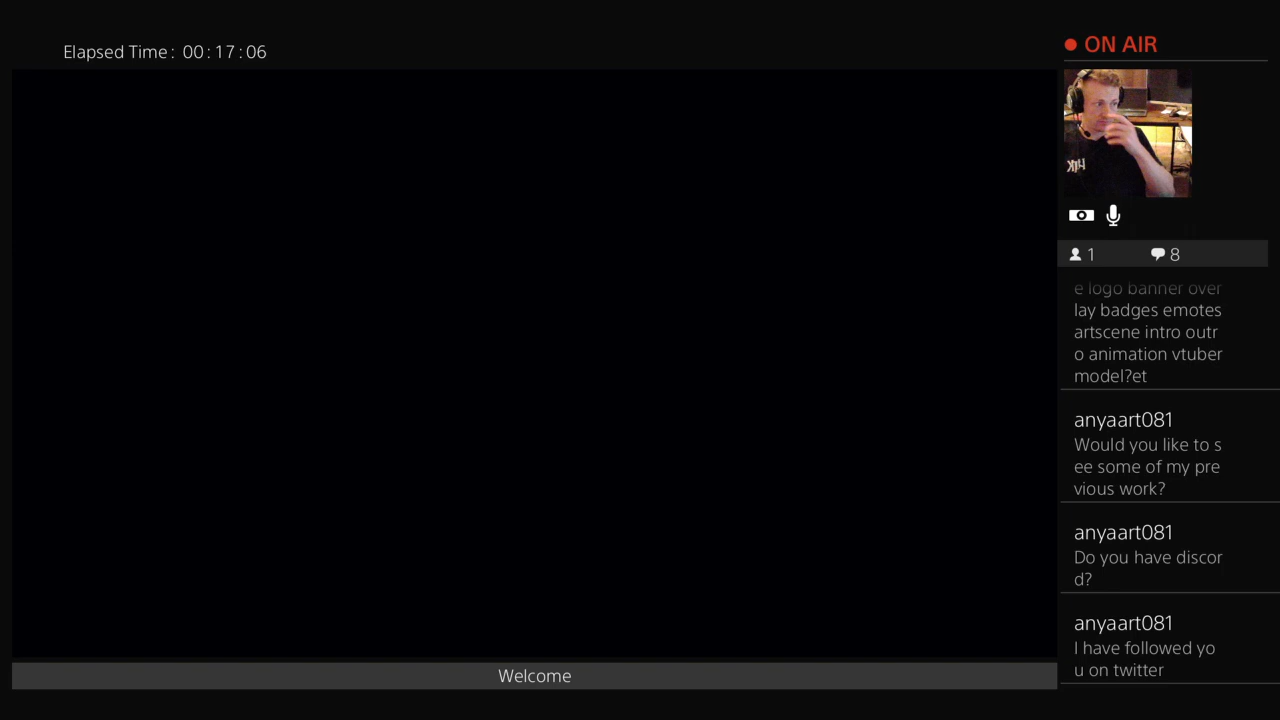 Elapsed Time: 00:17:06
ON AIR
1
8
e logo banner over
lay badges emotes
artscene intro outr
o animation vtuber
model?et
anyaart081
Would you like to s
ee some of my pre
vious work?
anyaart081
Do you have discor
d?
anyaart081
I have followed yo
u on twitter
Welcome